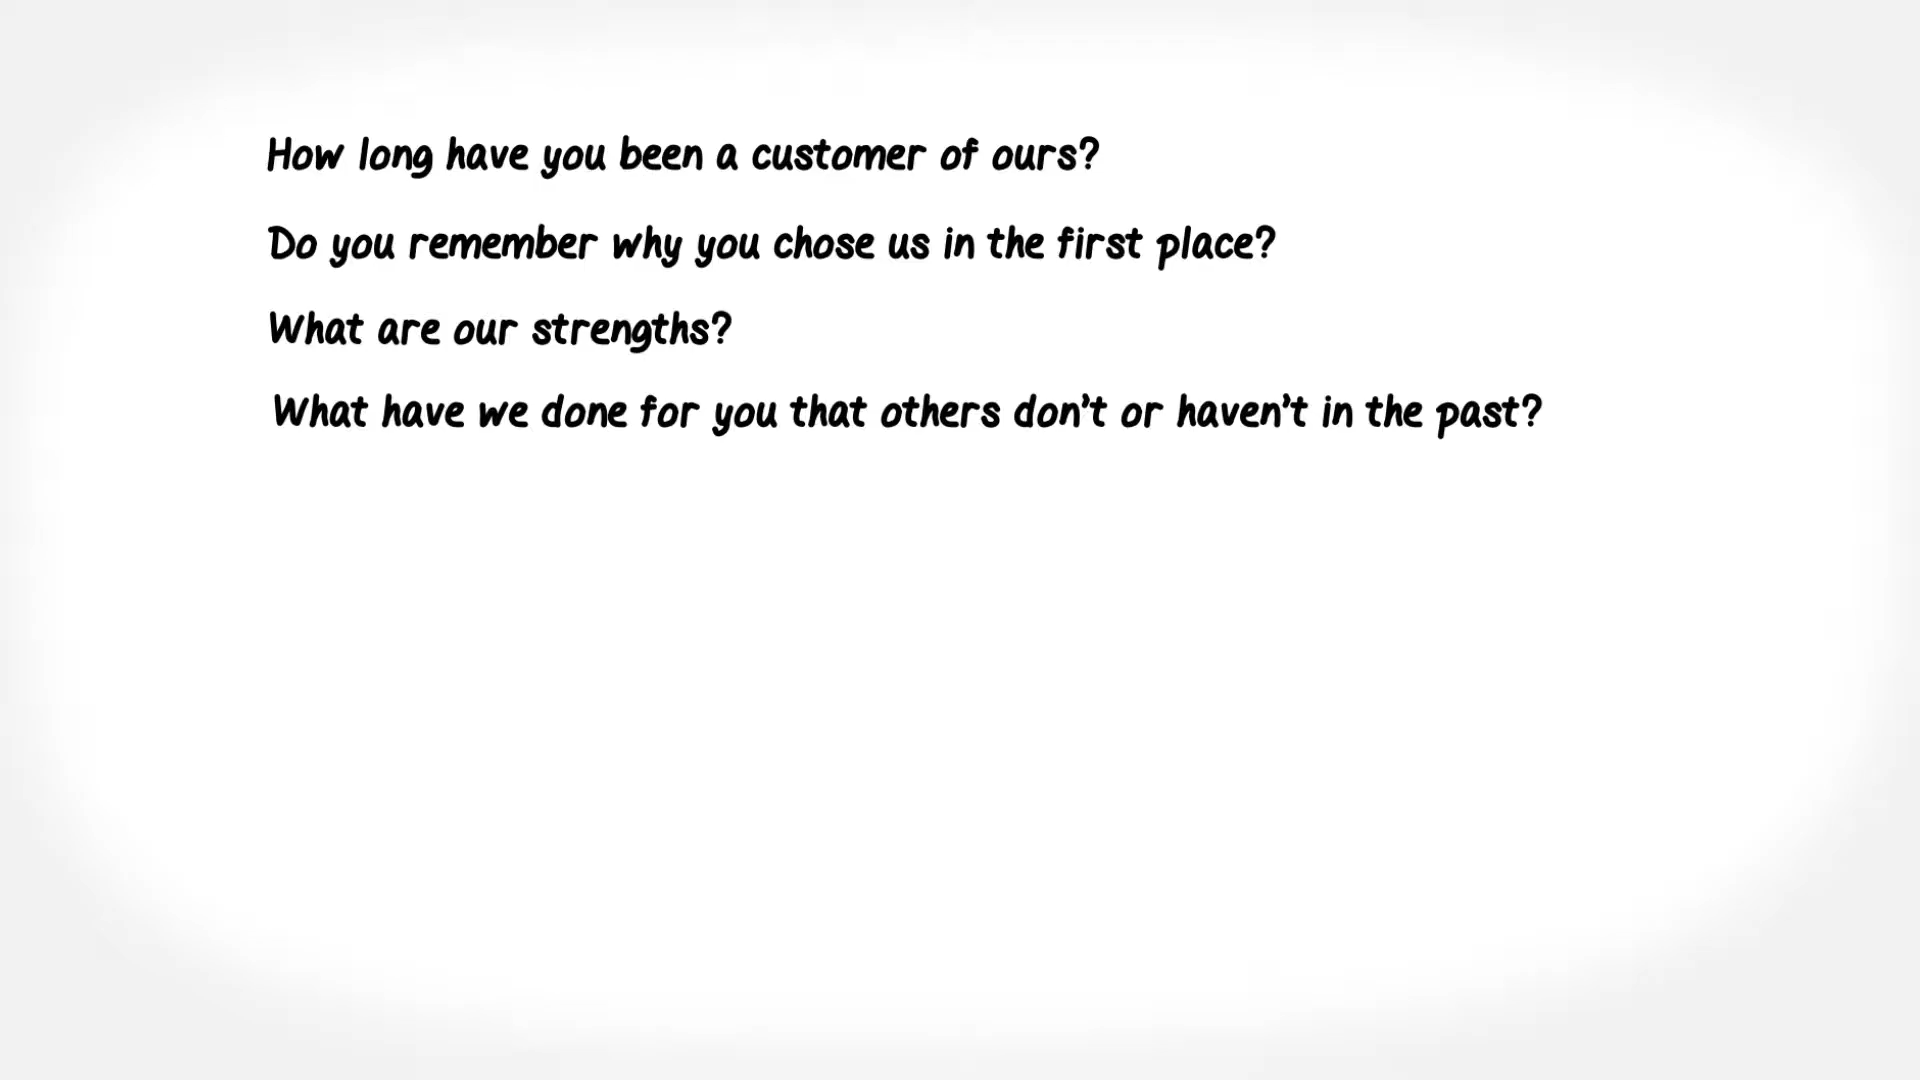 How long have you been a customer of ours?
Do you remember why you chose us in the first place?
What are our strengths?
What have we done for you that others don't or haven't in the past?